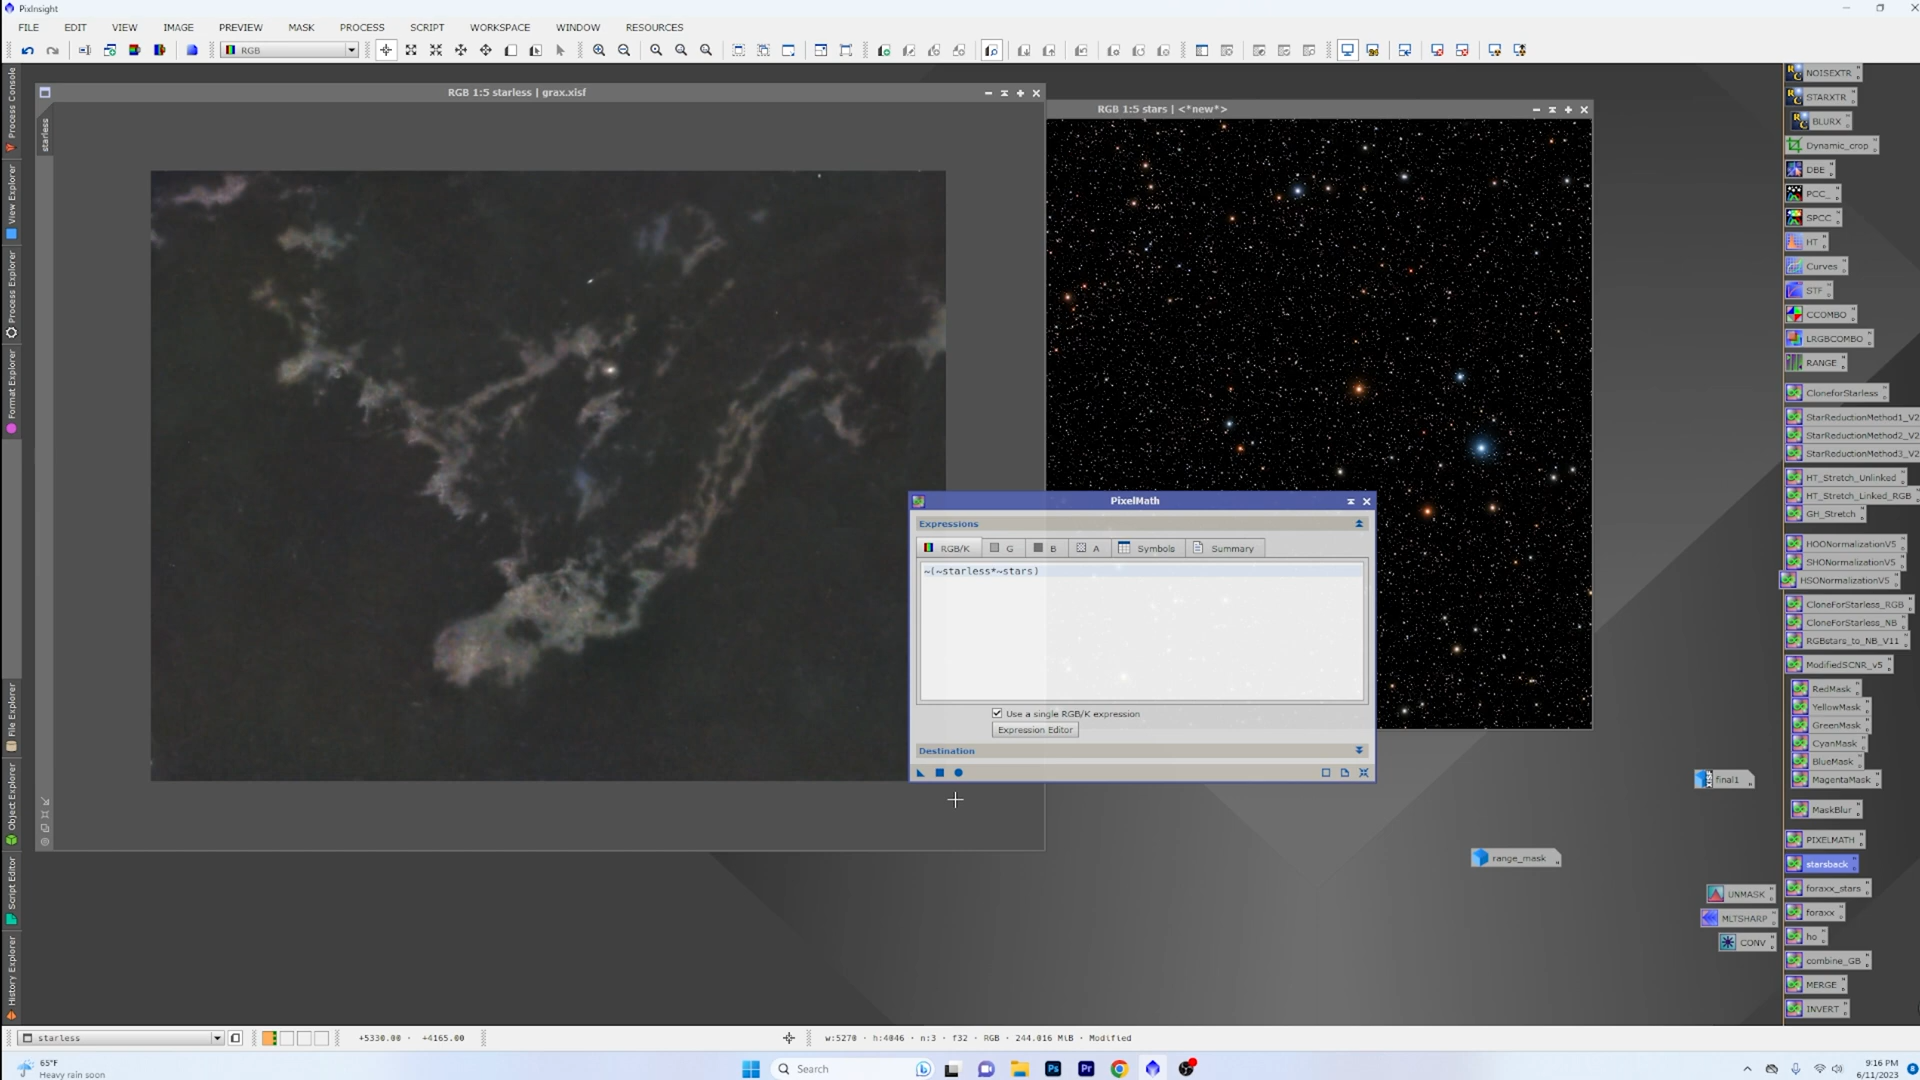 PixInsight
FILE EDIT VIEW IMAGE PREVIEW MASK PROCESS SCRIPT WORKSPACE WINDOW RESOURCES
RGB
Process Console
View Explorer
Process Explorer
Format Explorer
File Explorer
Object Explorer
Script Editor
History Explorer
RGB 1:5 starless | grax.xisf
starless
RGB 1:5 stars | <*new*>
PixelMath
Expressions
RGB/K G B A Symbols Summary
~(~starless*~stars)
Use a single RGB/K expression
Expression Editor
Destination
final1
range_mask
UNMASK
MLTSHARP
CONV
NOISEXTR
STARXTR
BLURX
Dynamic_crop
DBE
PCC_
SPCC
HT
Curves
STF
CCOMBO
LRGBCOMBO
RANGE
CloneforStarless
StarReductionMethod1_V2
StarReductionMethod2_V2
StarReductionMethod3_V2
HT_Stretch_Unlinked
HT_Stretch_Linked_RGB
GH_Stretch
HOONormalizationV5
SHONormalizationV5
HSONormalizationV5
CloneForStarless_RGB
CloneForStarless_NB
RGBstars_to_NB_V11
ModifiedSCNR_v5
RedMask
YellowMask
GreenMask
CyanMask
BlueMask
MagentaMask
MaskBlur
PIXELMATH
starsback
foraxx_stars
foraxx
ho
combine_GB
MERGE
INVERT
starless
+5330.00 · +4165.00
w:5270 · h:4046 · n:3 · f32 · RGB · 244.016 MiB · Modified
65°F
Heavy rain soon
Search
9:16 PM
6/11/2023